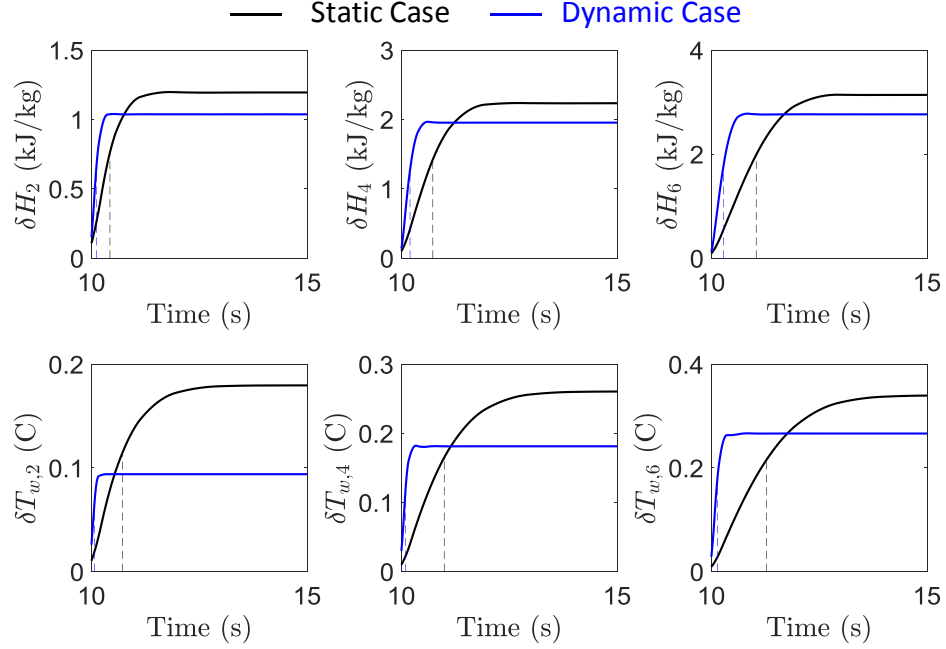 Static Case Dynamic Case
1.5
1
0.5
0
δH2 (kJ/kg)
10 15
Time (s)
3
2
1
0
δH4 (kJ/kg)
10 15
Time (s)
4
2
0
δH6 (kJ/kg)
10 15
Time (s)
0.2
0.1
0
δTw,2 (C)
10 15
Time (s)
0.3
0.2
0.1
0
δTw,4 (C)
10 15
Time (s)
0.4
0.2
0
δTw,6 (C)
10 15
Time (s)